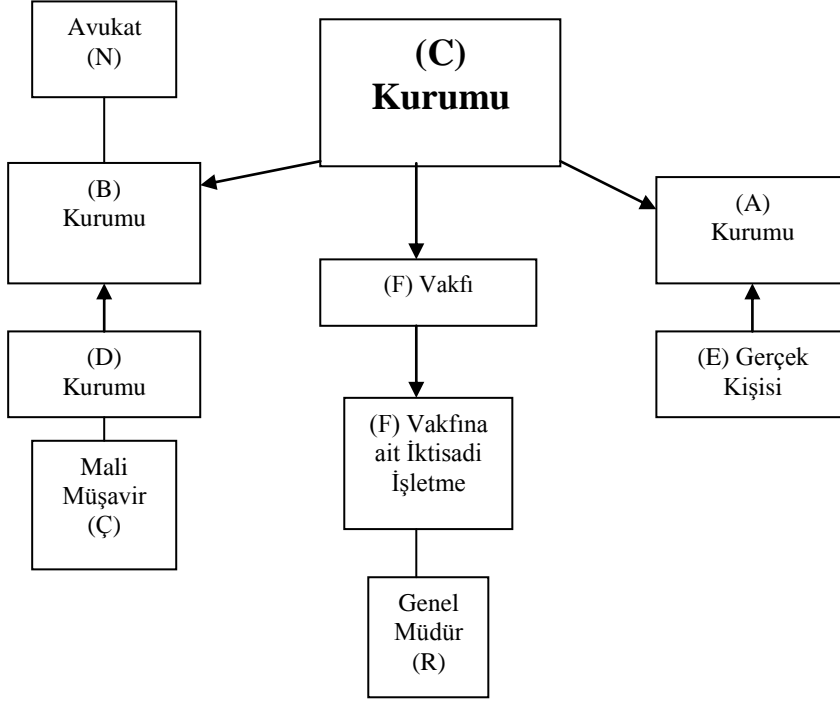 Avukat
(N)
(C)
Kurumu
(B)
Kurumu
(A)
Kurumu
(F) Vakfı
(D)
Kurumu
(E) Gerçek
Kişisi
(F) Vakfına
ait İktisadi
İşletme
Mali
Müşavir
(Ç)
Genel
Müdür
(R)